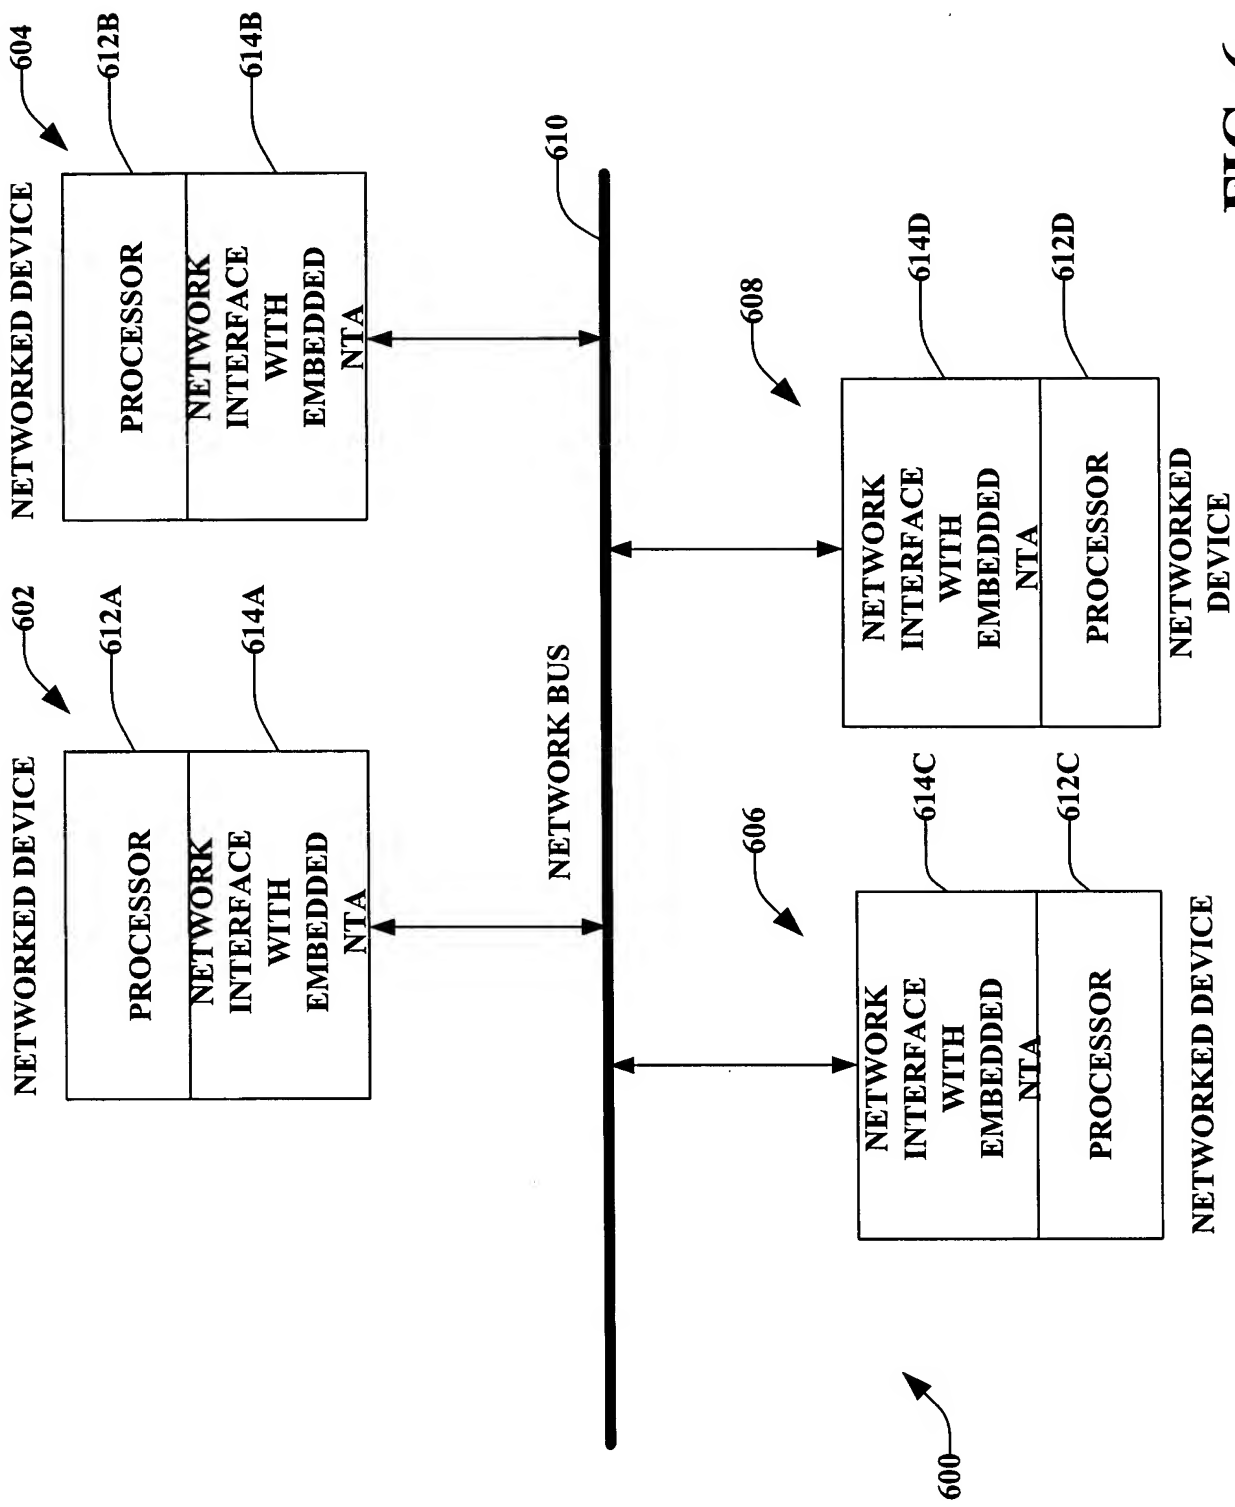 NETWORKED DEVICE
602
PROCESSOR
612A
NETWORK
INTERFACE
WITH
EMBEDDED
NTA
614A
NETWORKED DEVICE
604
PROCESSOR
612B
NETWORK
INTERFACE
WITH
EMBEDDED
NTA
614B
NETWORK BUS
610
606
NETWORK
INTERFACE
WITH
EMBEDDED
NTA
614C
PROCESSOR
612C
NETWORKED DEVICE
608
NETWORK
INTERFACE
WITH
EMBEDDED
NTA
614D
PROCESSOR
612D
NETWORKED
DEVICE
600
FIG.